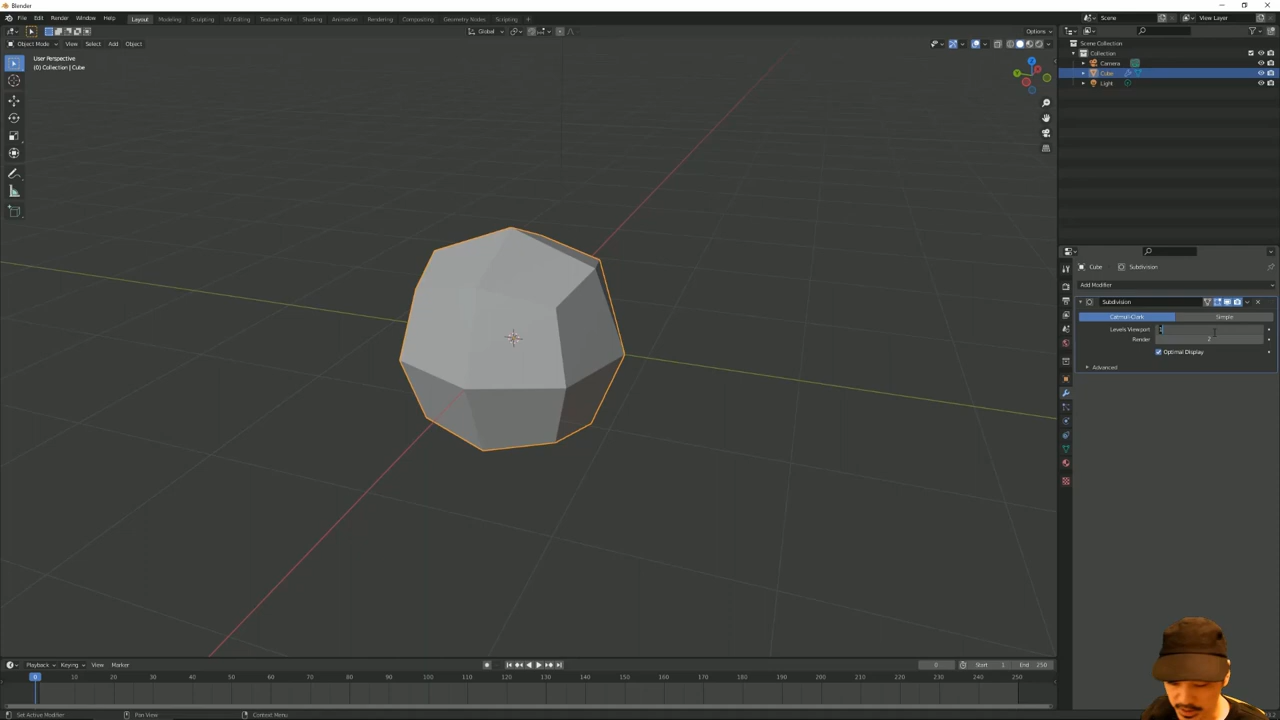 Blender
File Edit Render Window Help
Layout Modeling Sculpting UV Editing Texture Paint Shading Animation Rendering Compositing Geometry Nodes Scripting +
Scene
View Layer
Object Mode View Select Add Object
Global
Options
User Perspective
(0) Collection | Cube
Scene Collection
Collection
Camera
Cube
Light
Cube Subdivision
Add Modifier
Subdivision
Catmull-Clark Simple
Levels Viewport
Render 2
Optimal Display
Advanced
Playback Keying View Marker
0 Start 1 End 250
0 10 20 30 40 50 60 70 80 90 100 110 120 130 140 150 160 170 180 190 200 210 220 230 240 250
Set Active Modifier Pan View Context Menu